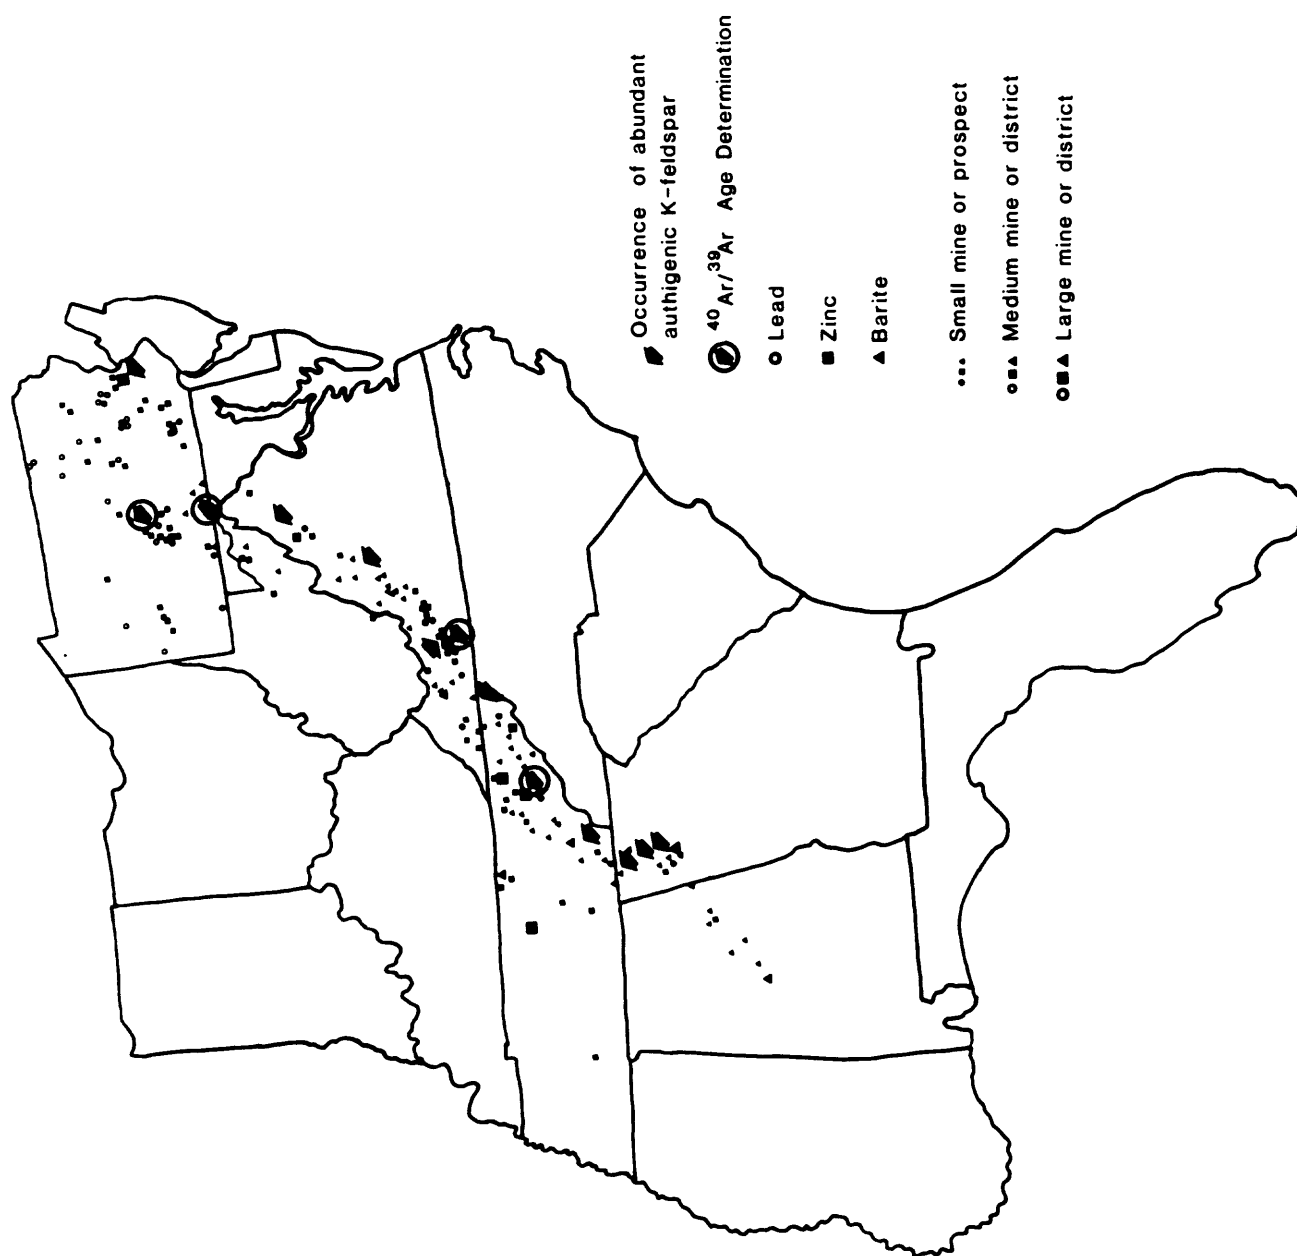 Occurrence of abundant
authigenic K-feldspar
40Ar/39Ar Age Determination
Lead
Zinc
Barite
Small mine or prospect
Medium mine or district
Large mine or district